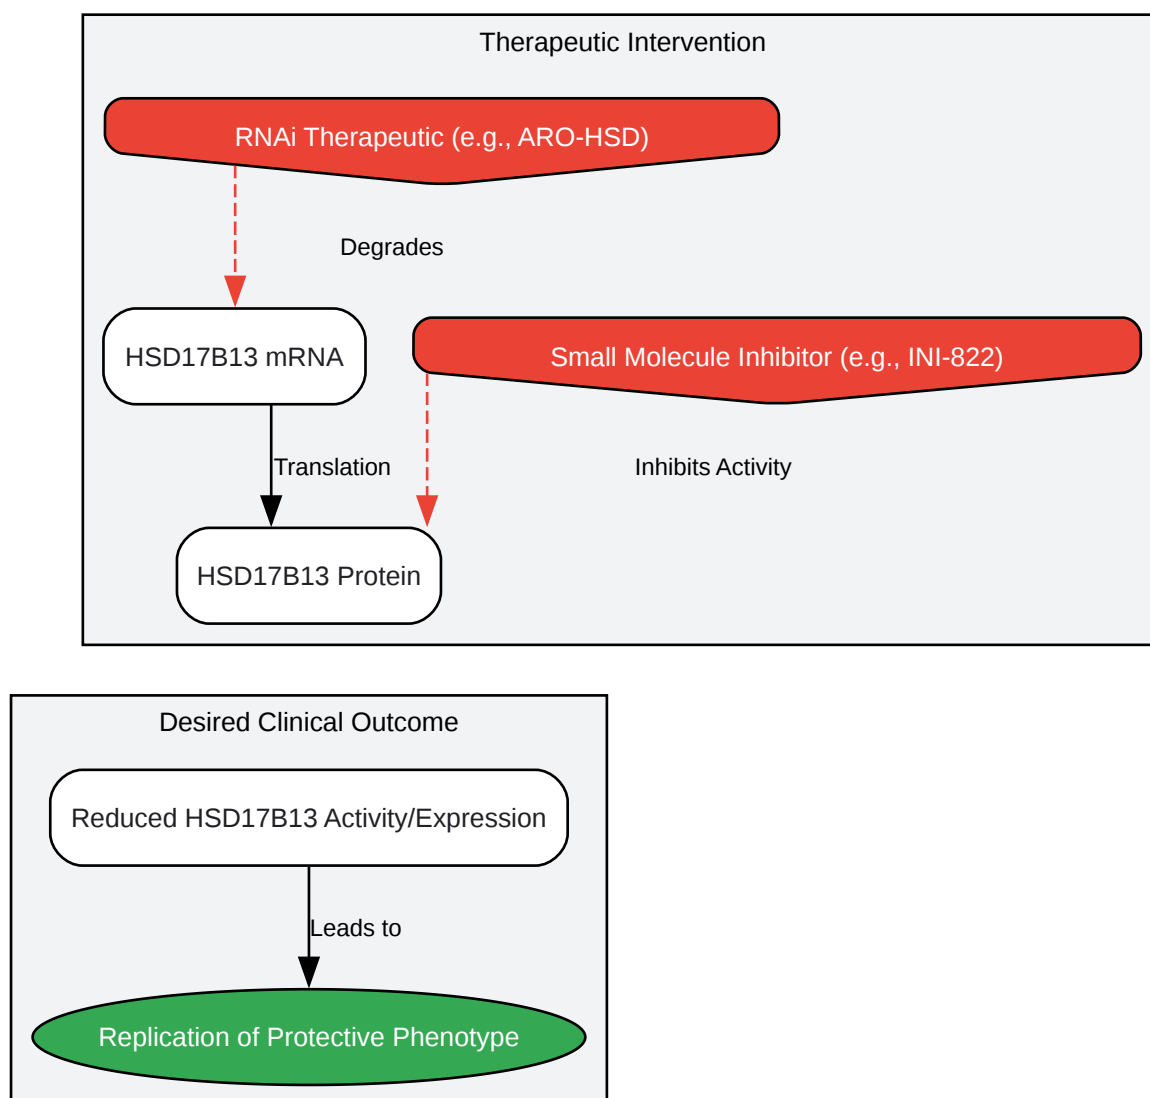 Therapeutic Intervention
RNAi Therapeutic (e.g., ARO-HSD)
Degrades
HSD17B13 mRNA
Small Molecule Inhibitor (e.g., INI-822)
Translation
Inhibits Activity
HSD17B13 Protein
Desired Clinical Outcome
Reduced HSD17B13 Activity/Expression
Leads to
Replication of Protective Phenotype